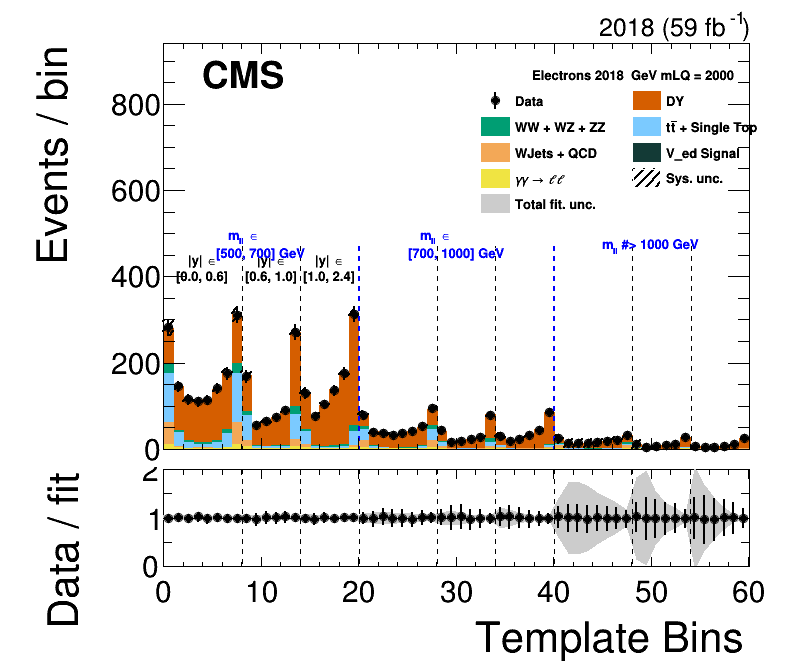 2018 (59 fb⁻¹)
CMS
Electrons 2018 GeV mLQ = 2000
Data
DY
WW + WZ + ZZ
tt̄ + Single Top
WJets + QCD
V_ed Signal
γγ → ℓℓ
Sys. unc.
Total fit. unc.
Events / bin
800
600
400
200
0
m_ll ∈
[500, 700] GeV
m_ll ∈
[700, 1000] GeV
m_ll #> 1000 GeV
|y| ∈
[0.0, 0.6]
|y| ∈
[0.6, 1.0]
|y| ∈
[1.0, 2.4]
Data / fit
2
1
0
0 10 20 30 40 50 60
Template Bins